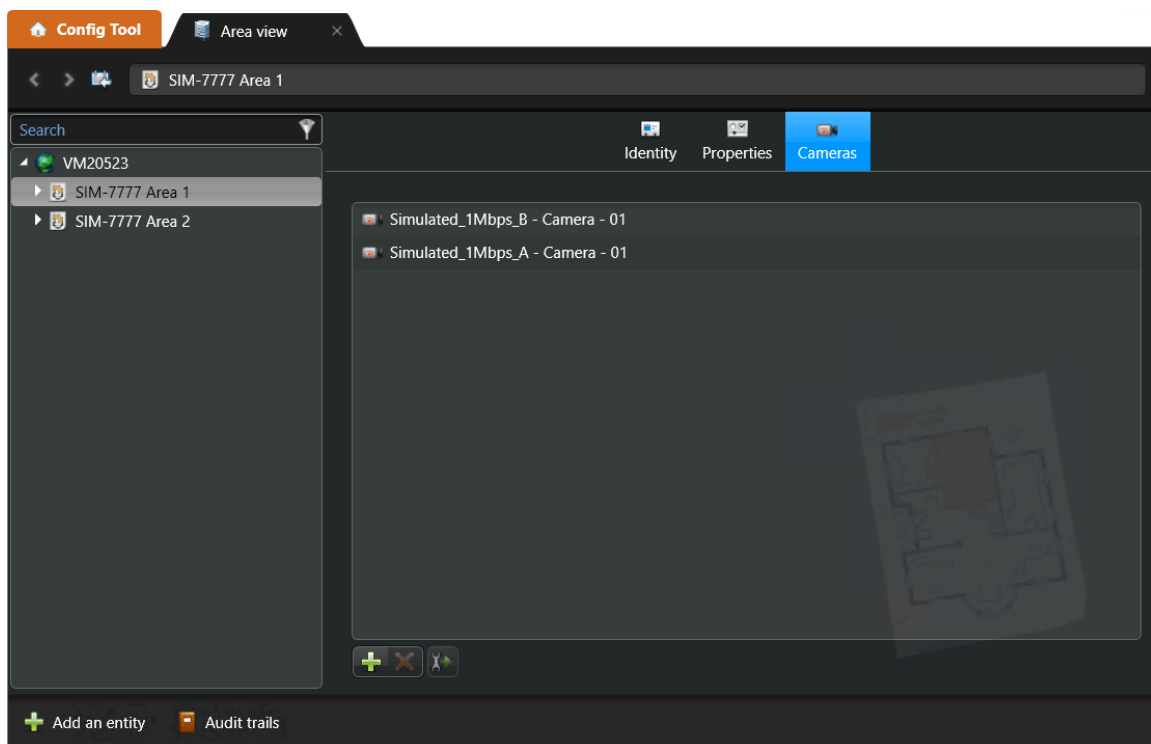 Config Tool
Area view
SIM-7777 Area 1
Search
VM20523
SIM-7777 Area 1
SIM-7777 Area 2
Identity
Properties
Cameras
Simulated_1Mbps_B - Camera - 01
Simulated_1Mbps_A - Camera - 01
Add an entity
Audit trails